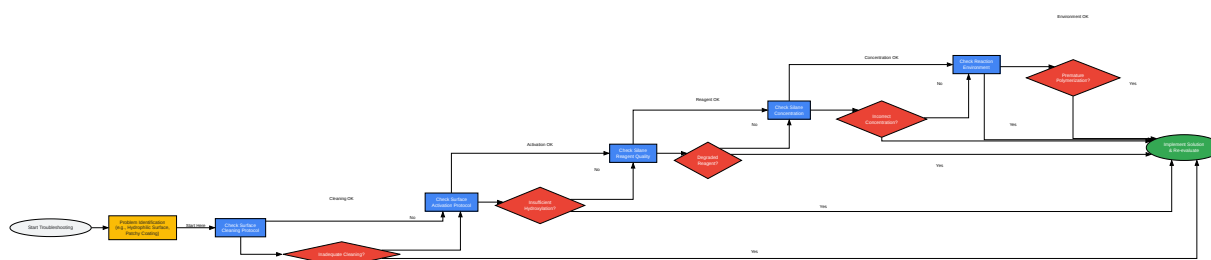 Start Troubleshooting
Problem Identification
(e.g., Hydrophilic Surface,
Patchy Coating)
Start Here
Check Surface
Cleaning Protocol
Inadequate Cleaning?
Cleaning OK
No
Yes
Check Surface
Activation Protocol
Insufficient
Hydroxylation?
Activation OK
No
Yes
Check Silane
Reagent Quality
Degraded
Reagent?
Reagent OK
No
Yes
Check Silane
Concentration
Incorrect
Concentration?
Concentration OK
No
Yes
Check Reaction
Environment
Premature
Polymerization?
Environment OK
Yes
Implement Solution
& Re-evaluate